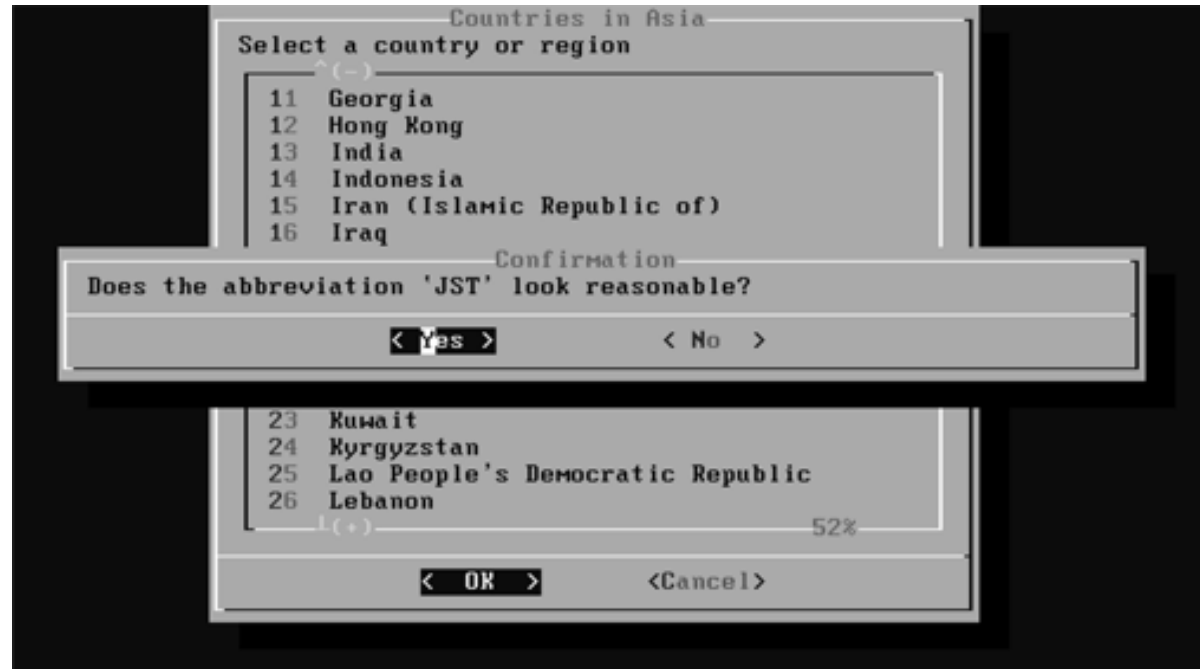 Countries in Asia
Select a country or region
^(-)
11 Georgia
12 Hong Kong
13 India
14 Indonesia
15 Iran (Islamic Republic of)
16 Iraq
Confirmation
Does the abbreviation 'JST' look reasonable?
< Yes > < No >
23 Kuwait
24 Kyrgyzstan
25 Lao People's Democratic Republic
26 Lebanon
(+) 52%
< OK > <Cancel>